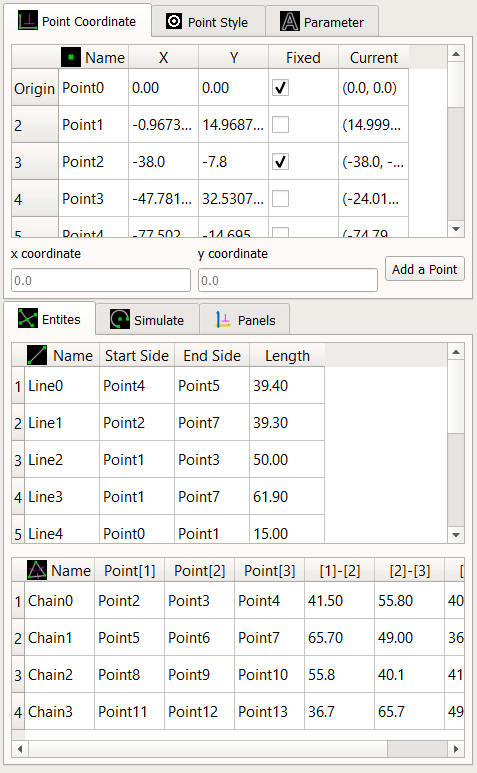 Point Coordinate Point Style Parameter
Name X Y Fixed Current
Origin Point0 0.00 0.00 (0.0, 0.0)
2 Point1 -0.9673... 14.9687... (14.999...
3 Point2 -38.0 -7.8 (-38.0, -...
4 Point3 -47.781... 32.5307... (-24.01...
5 Point4 -77.502 -14.695 (-74.79
x coordinate y coordinate
0.0 0.0 Add a Point
Entites Simulate Panels
Name Start Side End Side Length
1 Line0 Point4 Point5 39.40
2 Line1 Point2 Point7 39.30
3 Line2 Point1 Point3 50.00
4 Line3 Point1 Point7 61.90
5 Line4 Point0 Point1 15.00
Name Point[1] Point[2] Point[3] [1]-[2] [2]-[3] [
1 Chain0 Point2 Point3 Point4 41.50 55.80 40
2 Chain1 Point5 Point6 Point7 65.70 49.00 36
3 Chain2 Point8 Point9 Point10 55.8 40.1 41
4 Chain3 Point11 Point12 Point13 36.7 65.7 49